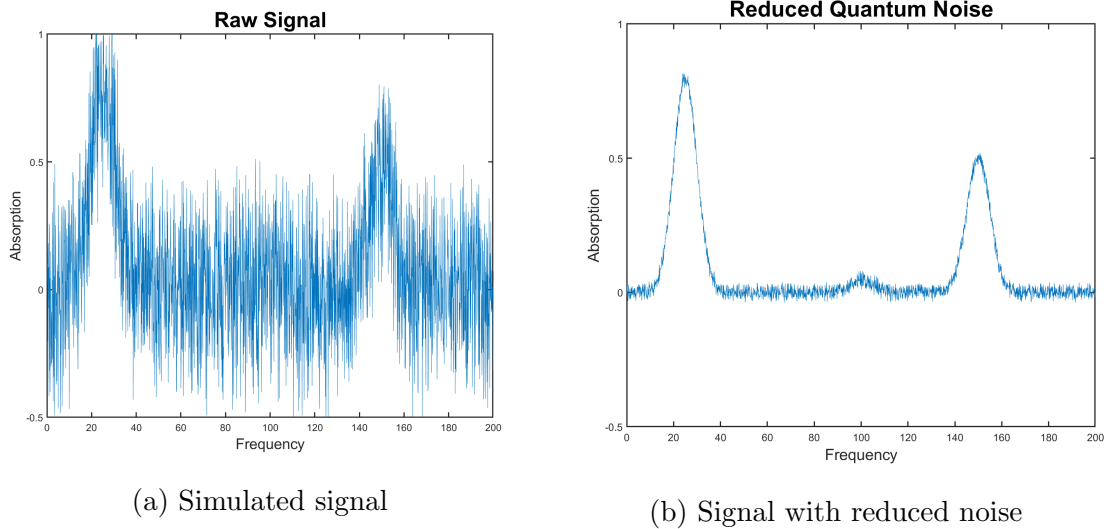 Raw Signal
1
0.5
0
-0.5
Absorption
0 20 40 60 80 100 120 140 160 180 200
Frequency
(a) Simulated signal
Reduced Quantum Noise
1
0.5
0
-0.5
Absorption
0 20 40 60 80 100 120 140 160 180 200
Frequency
(b) Signal with reduced noise